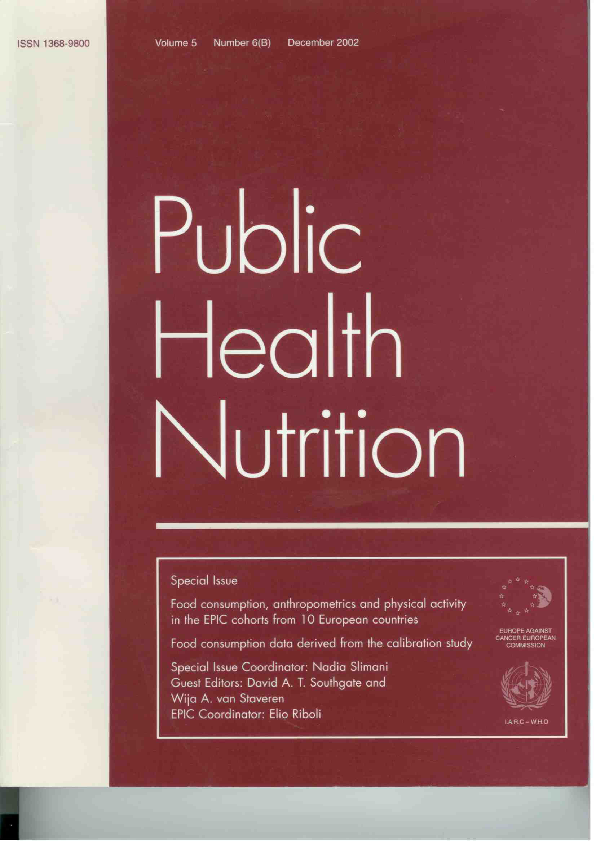 ISSN 1368-9800
Volume 5 Number 6(B) December 2002
Public
Health
Nutrition
Special Issue
Food consumption, anthropometrics and physical activity
in the EPIC cohorts from 10 European countries
Food consumption data derived from the calibration study
Special Issue Coordinator: Nadia Slimani
Guest Editors: David A. T. Southgate and
Wija A. van Staveren
EPIC Coordinator: Elio Riboli
EUROPE AGAINST
CANCER EUROPEAN
COMMISSION
IARC–WHO